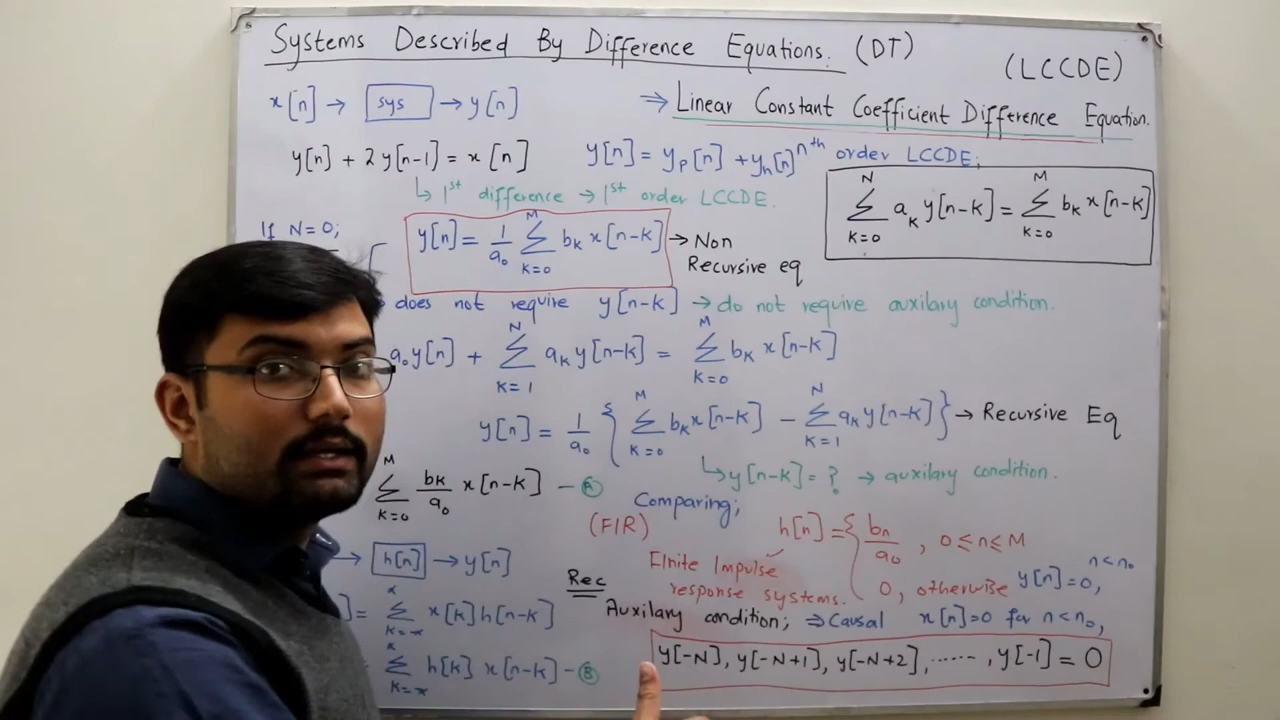 Systems Described By Difference Equations. (DT)
(LCCDE)
x[n] → sys → y[n]
⇒ Linear Constant Coefficient Difference Equation.
y[n] + 2y[n-1] = x[n]
↳ 1st difference → 1st order LCCDE.
y[n] = yp[n] + yh[n]
nth order LCCDE;
N Σ K=0 aK y[n-K] = M Σ K=0 bK x[n-K]
If N=0;
y[n] = 1/a0 M Σ K=0 bK x[n-K] → Non Recursive eq
does not require y[n-K] → do not require auxilary condition.
a0y[n] + N Σ K=1 aK y[n-K] = M Σ K=0 bK x[n-K]
y[n] = 1/a0 { M Σ K=0 bK x[n-K] - N Σ K=1 aK y[n-K] } → Recursive Eq
↳ y[n-K] = ? → auxilary condition.
M Σ K=0 bK/a0 x[n-K] - A
Comparing;
(FIR)
h[n] = { bn/a0 , 0≤n≤M
0, otherwise
FInite Impulse
response systems.
→ h[n] → y[n]
] = Σ x[K] h[n-K]
Σ h[K] x[n-K] - B
Rec
Auxilary condition; ⇒ Causal x[n]=0 for n<n0,
y[n]=0, n<n0
y[-N], y[-N+1], y[-N+2], ......, y[-1] = 0